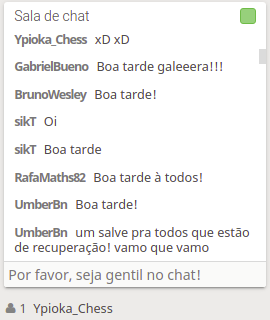 Sala de chat
Ypioka_Chess xD xD
GabrielBueno Boa tarde galeeera!!!
BrunoWesley Boa tarde!
sikT Oi
sikT Boa tarde
RafaMaths82 Boa tarde à todos!
UmberBn Boa tarde!
UmberBn um salve pra todos que estão
de recuperação! vamo que vamo
Por favor, seja gentil no chat!
1 Ypioka_Chess